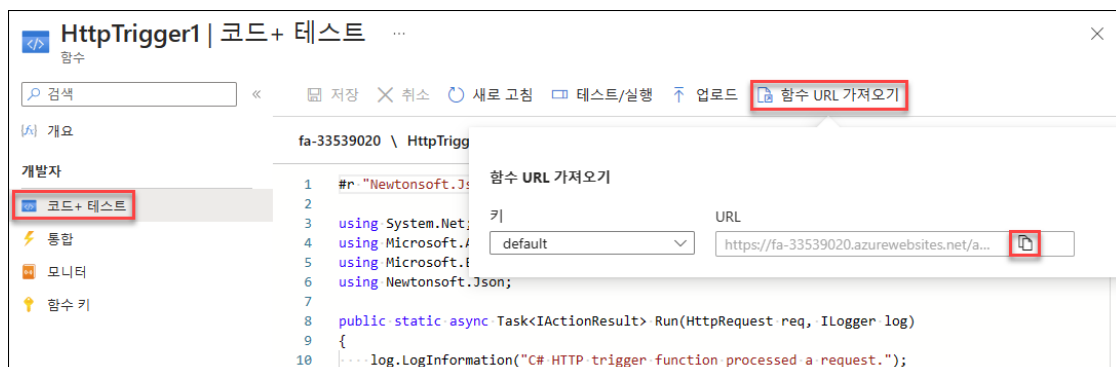 HttpTrigger1 | 코드+ 테스트 ...
함수
검색
«
저장 취소 새로 고침 테스트/실행 업로드 함수 URL 가져오기
개요
개발자
코드+ 테스트
통합
모니터
함수 키
fa-33539020 \ HttpTrigg
함수 URL 가져오기
키
default
URL
https://fa-33539020.azurewebsites.net/a...
1 #r "Newtonsoft.Js
2
3 using System.Net;
4 using Microsoft.A
5 using Microsoft.E
6 using Newtonsoft.Json;
7
8 public static async Task<IActionResult> Run(HttpRequest req, ILogger log)
9 {
10 log.LogInformation("C# HTTP trigger function processed a request.");